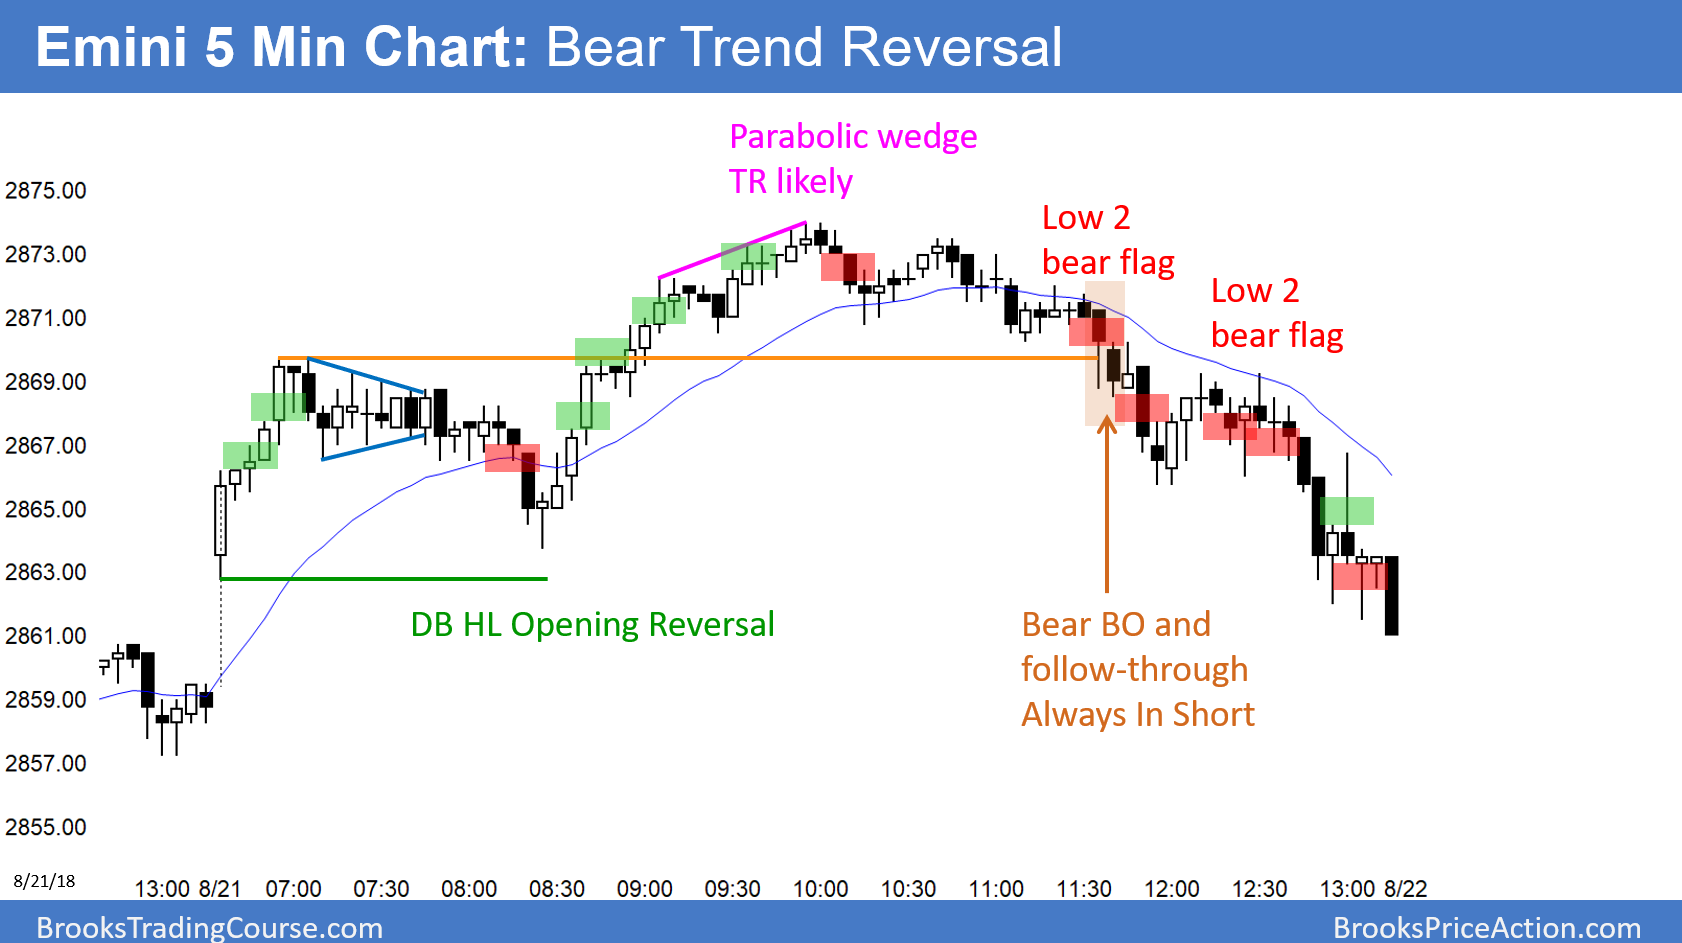 Emini 5 Min Chart: Bear Trend Reversal
Parabolic wedge
TR likely
2875.00
Low 2
bear flag
2873.00
Low 2
bear flag
2871.00
2869.00
2867.00
2865.00
2863.00
DB HL Opening Reversal
2861.00
Bear BO and
follow-through
Always In Short
2859.00
2857.00
2855.00
8/21/18
13:00 8/21 07:00 07:30 08:00 08:30 09:00 09:30 10:00 10:30 11:00 11:30 12:00 12:30 13:00 8/22
BrooksTradingCourse.com
BrooksPriceAction.com